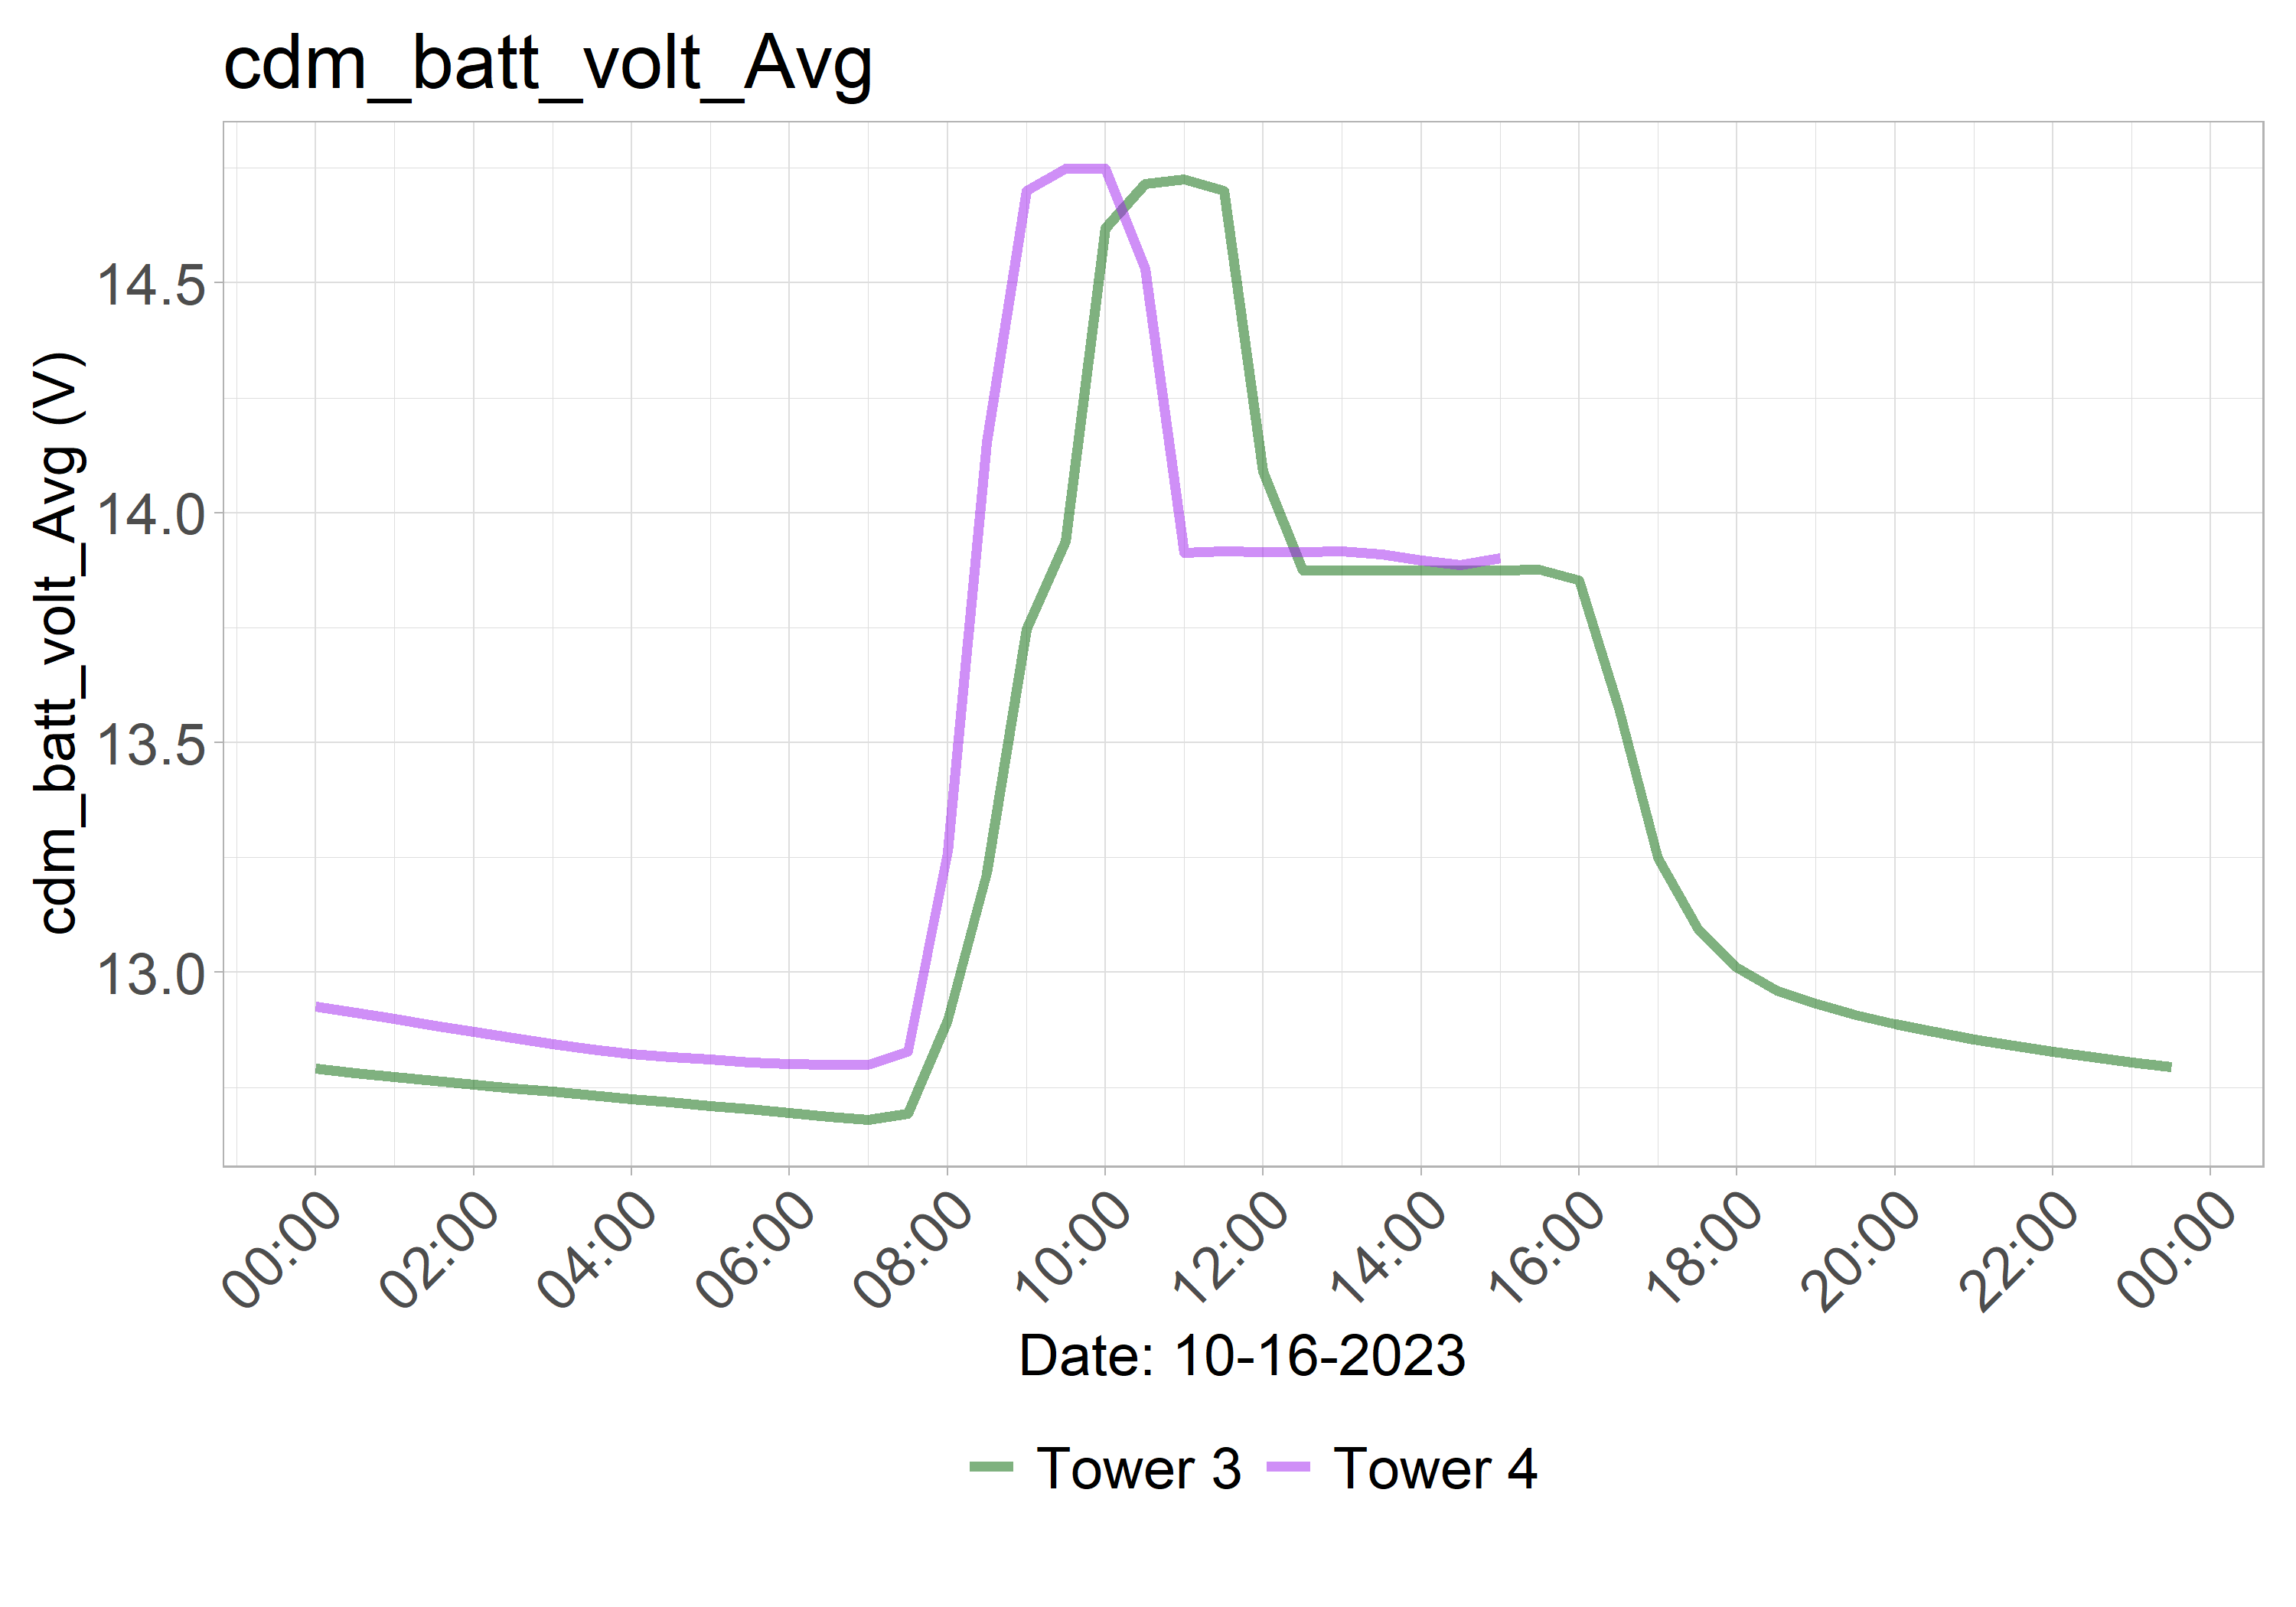 cdm_batt_volt_Avg
cdm_batt_volt_Avg (V)
14.5
14.0
13.5
13.0
00:00 02:00 04:00 06:00 08:00 10:00 12:00 14:00 16:00 18:00 20:00 22:00 00:00
Date: 10-16-2023
Tower 3 Tower 4